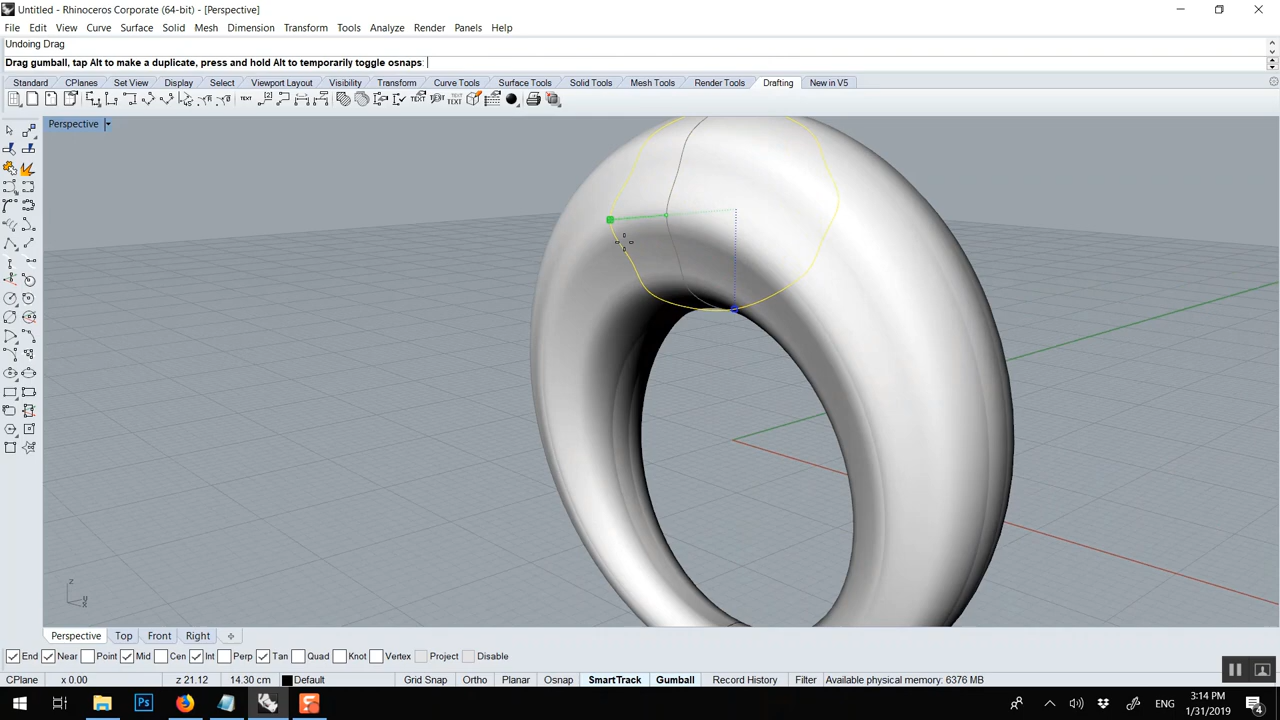 Untitled - Rhinoceros Corporate (64-bit) - [Perspective]
File Edit View Curve Surface Solid Mesh Dimension Transform Tools Analyze Render Panels Help
Undoing Drag
Drag gumball, tap Alt to make a duplicate, press and hold Alt to temporarily toggle osnaps:
Standard CPlanes Set View Display Select Viewport Layout Visibility Transform Curve Tools Surface Tools Solid Tools Mesh Tools Render Tools Drafting New in V5
Perspective
z
y
x
Perspective Top Front Right
End Near Point Mid Cen Int Perp Tan Quad Knot Vertex Project Disable
CPlane x 0.00 z 21.12 14.30 cm Default Grid Snap Ortho Planar Osnap SmartTrack Gumball Record History Filter Available physical memory: 6376 MB
ENG 3:14 PM
1/31/2019